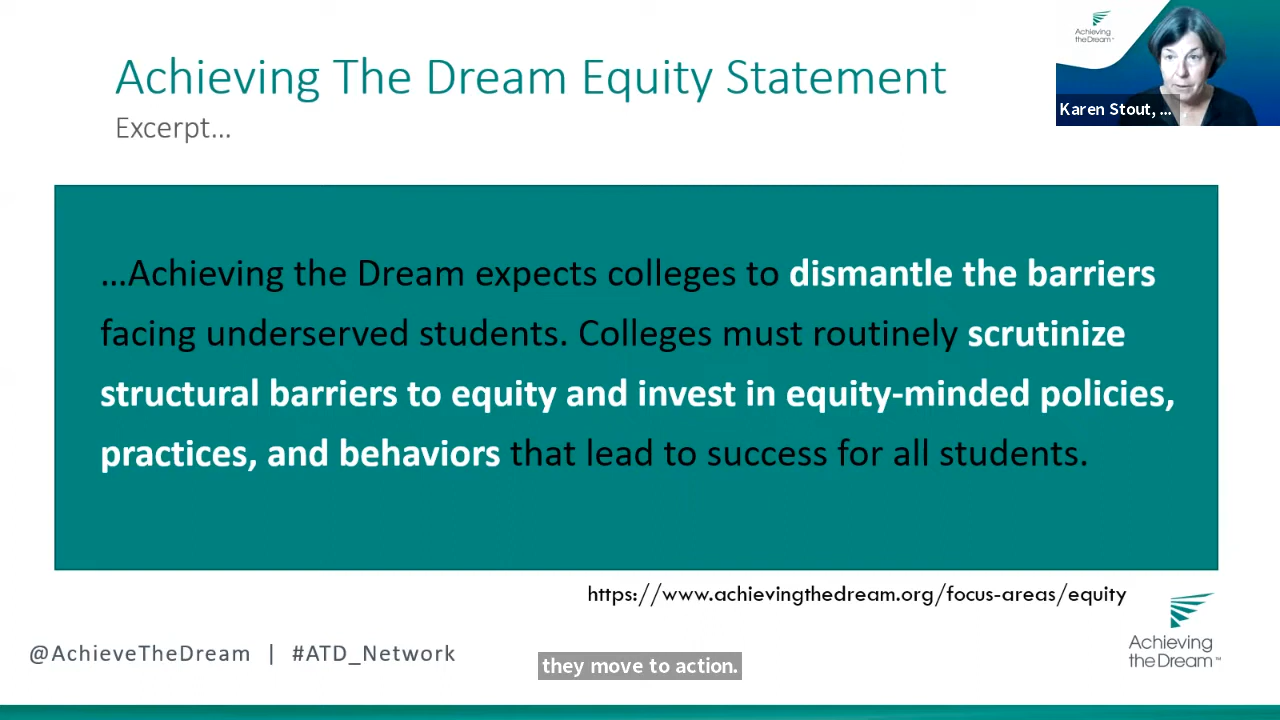 Achieving The Dream Equity Statement
Excerpt...
Achieving
the Dream™
Karen Stout, ...
...Achieving the Dream expects colleges to dismantle the barriers
facing underserved students. Colleges must routinely scrutinize
structural barriers to equity and invest in equity-minded policies,
practices, and behaviors that lead to success for all students.
https://www.achievingthedream.org/focus-areas/equity
@AchieveTheDream | #ATD_Network
they move to action.
Achieving
the Dream™